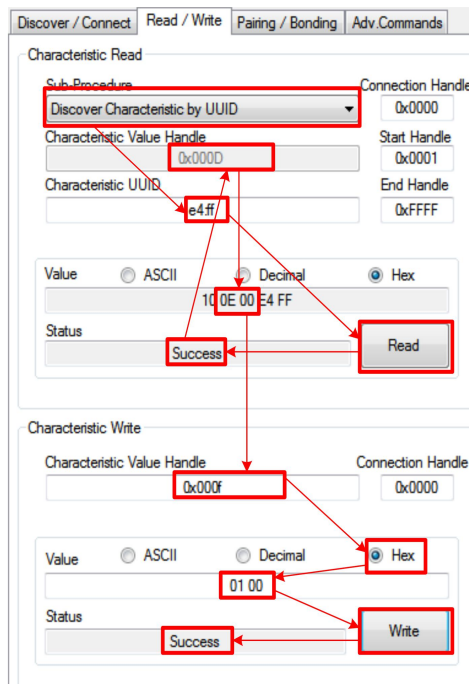 Discover / Connect Read / Write Pairing / Bonding Adv.Commands
Characteristic Read
Sub-Procedure Connection Handle
Discover Characteristic by UUID 0x0000
Characteristic Value Handle Start Handle
0x000D 0x0001
Characteristic UUID End Handle
e4:ff 0xFFFF
Value ASCII Decimal Hex
10 0E 00 E4 FF
Status
Success Read
Characteristic Write
Characteristic Value Handle Connection Handle
0x000f 0x0000
Value ASCII Decimal Hex
01 00
Status
Success Write